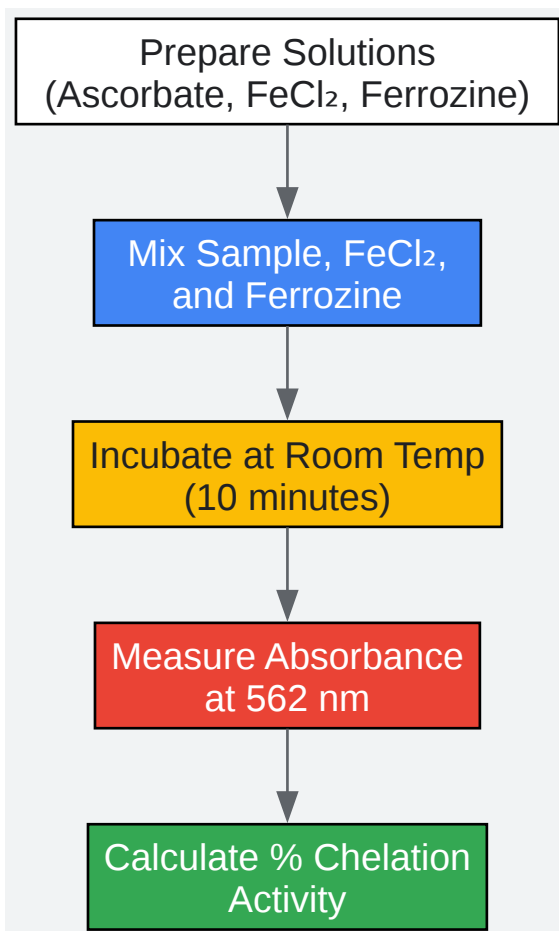 Prepare Solutions
(Ascorbate, FeCl₂, Ferrozine)
Mix Sample, FeCl₂,
and Ferrozine
Incubate at Room Temp
(10 minutes)
Measure Absorbance
at 562 nm
Calculate % Chelation
Activity